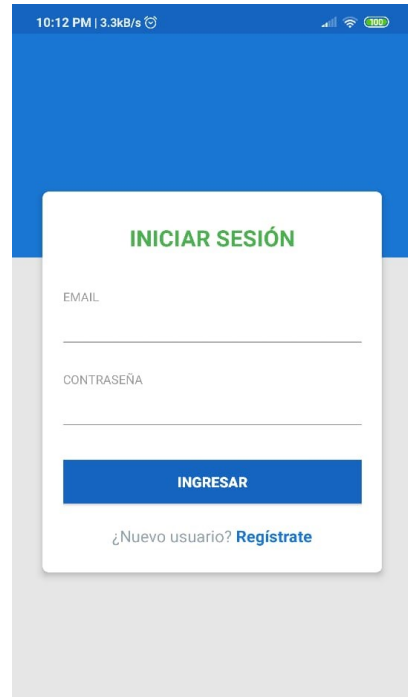 10:12 PM | 3.3kB/s
100
INICIAR SESIÓN
EMAIL
CONTRASEÑA
INGRESAR
¿Nuevo usuario? Regístrate